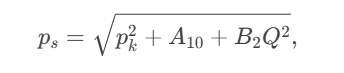 $p_s = \sqrt{p_k^2 + A_{10} + B_2 Q^2},$